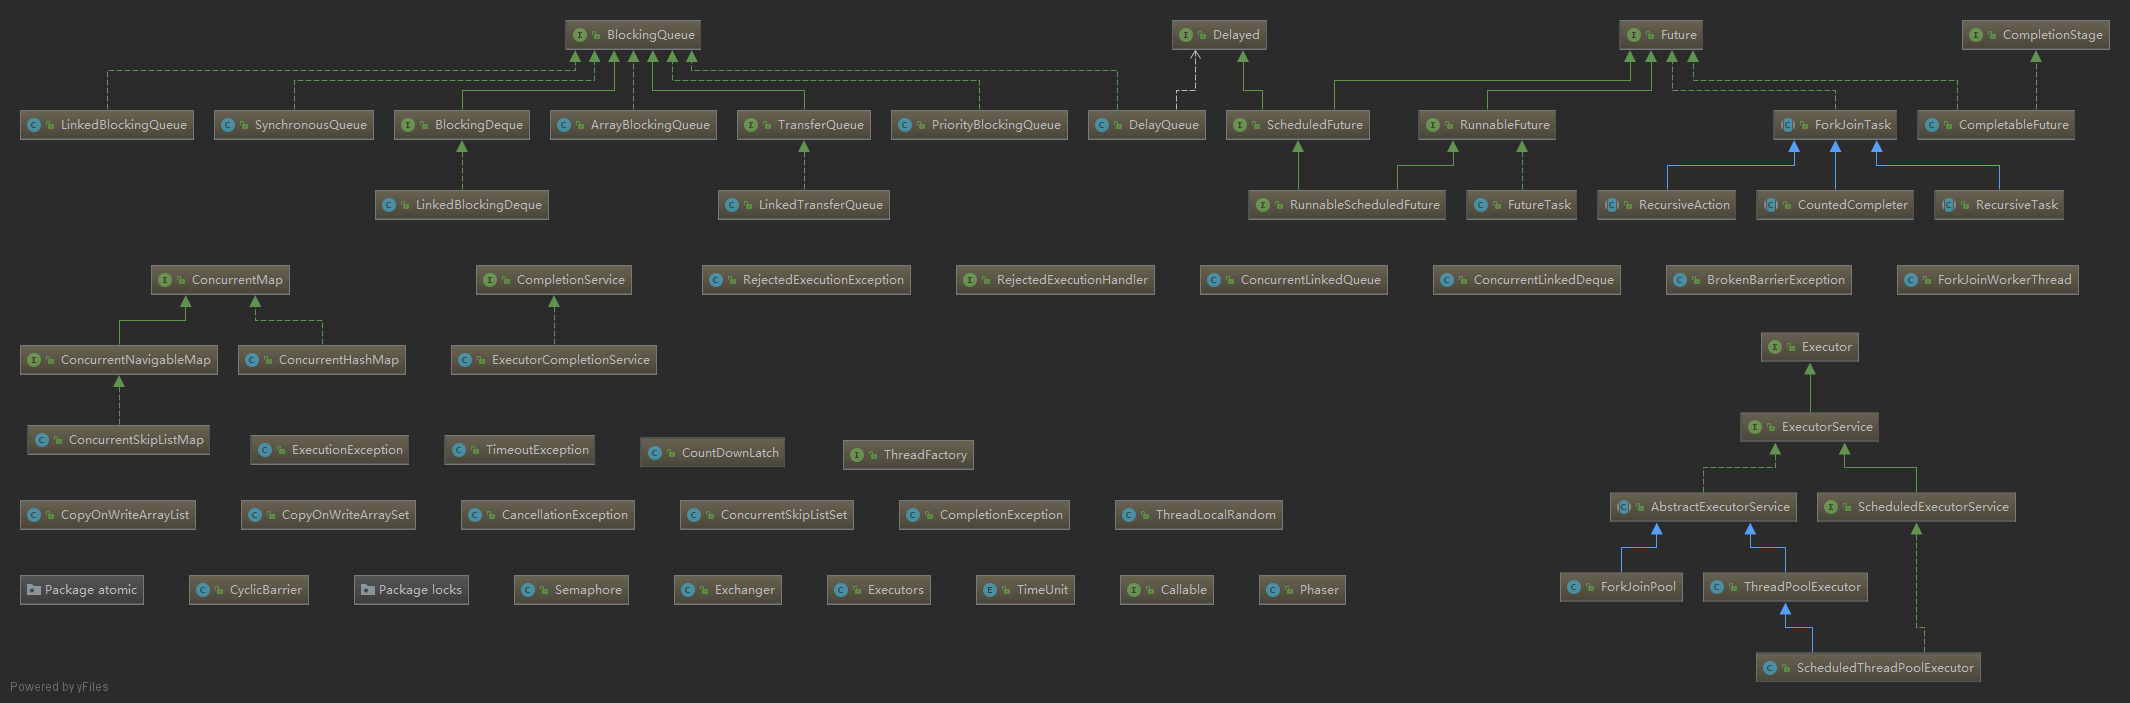 BlockingQueue
Delayed
Future
CompletionStage
LinkedBlockingQueue
SynchronousQueue
BlockingDeque
ArrayBlockingQueue
TransferQueue
PriorityBlockingQueue
DelayQueue
ScheduledFuture
RunnableFuture
ForkJoinTask
CompletableFuture
LinkedBlockingDeque
LinkedTransferQueue
RunnableScheduledFuture
FutureTask
RecursiveAction
CountedCompleter
RecursiveTask
ConcurrentMap
CompletionService
RejectedExecutionException
RejectedExecutionHandler
ConcurrentLinkedQueue
ConcurrentLinkedDeque
BrokenBarrierException
ForkJoinWorkerThread
Executor
ConcurrentNavigableMap
ConcurrentHashMap
ExecutorCompletionService
ExecutorService
ConcurrentSkipListMap
ExecutionException
TimeoutException
CountDownLatch
ThreadFactory
AbstractExecutorService
ScheduledExecutorService
CopyOnWriteArrayList
CopyOnWriteArraySet
CancellationException
ConcurrentSkipListSet
CompletionException
ThreadLocalRandom
ForkJoinPool
ThreadPoolExecutor
Package atomic
CyclicBarrier
Package locks
Semaphore
Exchanger
Executors
TimeUnit
Callable
Phaser
ScheduledThreadPoolExecutor
Powered by yFiles